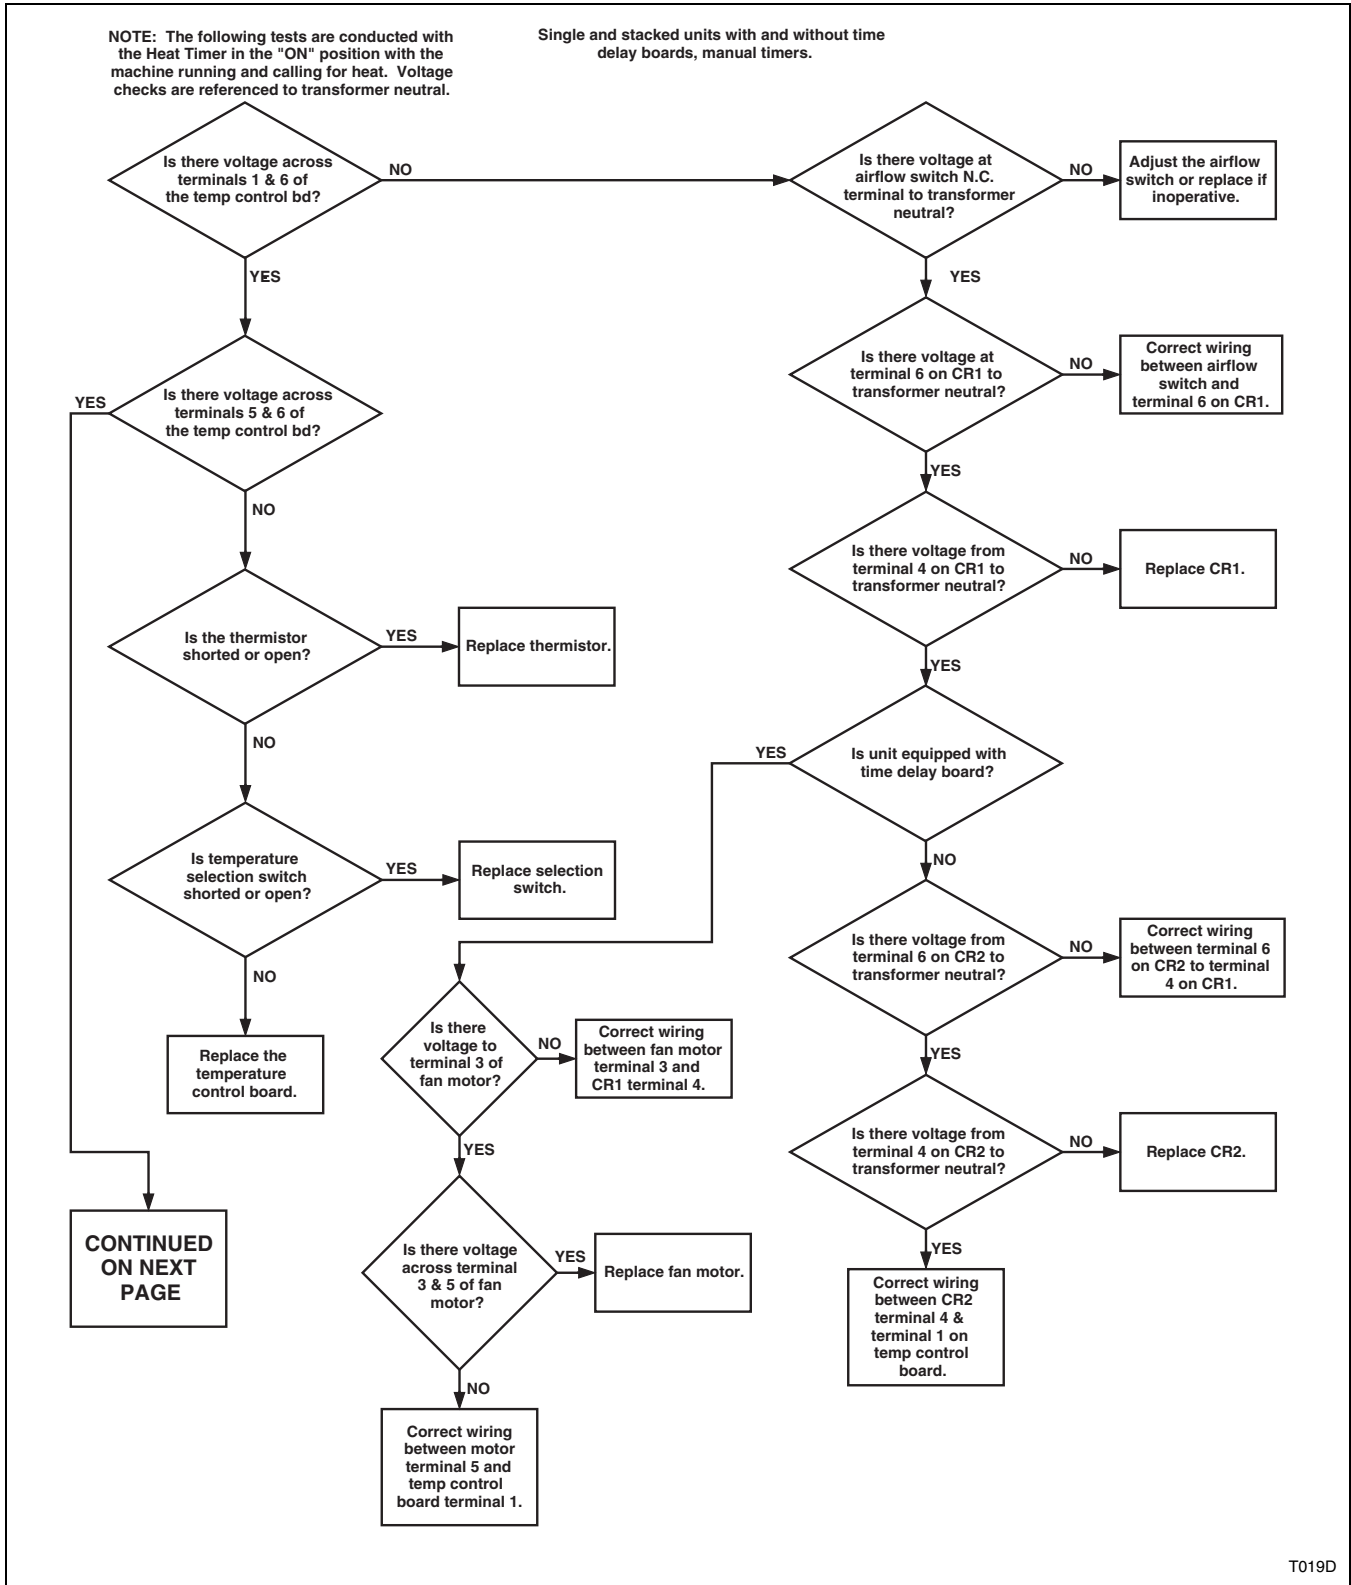 NOTE: The following tests are conducted with
the Heat Timer in the "ON" position with the
machine running and calling for heat. Voltage
checks are referenced to transformer neutral.
Single and stacked units with and without time
delay boards, manual timers.
Is there voltage across
terminals 1 & 6 of
the temp control bd?
NO
YES
Is there voltage at
airflow switch N.C.
terminal to transformer
neutral?
NO
Adjust the airflow
switch or replace if
inoperative.
YES
Is there voltage at
terminal 6 on CR1 to
transformer neutral?
NO
Correct wiring
between airflow
switch and
terminal 6 on CR1.
YES
Is there voltage across
terminals 5 & 6 of
the temp control bd?
YES
NO
Is there voltage from
terminal 4 on CR1 to
transformer neutral?
NO
Replace CR1.
YES
Is the thermistor
shorted or open?
YES
Replace thermistor.
NO
Is unit equipped with
time delay board?
YES
NO
Is temperature
selection switch
shorted or open?
YES
Replace selection
switch.
NO
Replace the
temperature
control board.
Is there voltage from
terminal 6 on CR2 to
transformer neutral?
NO
Correct wiring
between terminal 6
on CR2 to terminal
4 on CR1.
YES
Is there
voltage to
terminal 3 of
fan motor?
NO
Correct wiring
between fan motor
terminal 3 and
CR1 terminal 4.
YES
Is there voltage from
terminal 4 on CR2 to
transformer neutral?
NO
Replace CR2.
YES
CONTINUED
ON NEXT
PAGE
Is there voltage
across terminal
3 & 5 of fan
motor?
YES
Replace fan motor.
NO
Correct wiring
between CR2
terminal 4 &
terminal 1 on
temp control
board.
Correct wiring
between motor
terminal 5 and
temp control
board terminal 1.
T019D